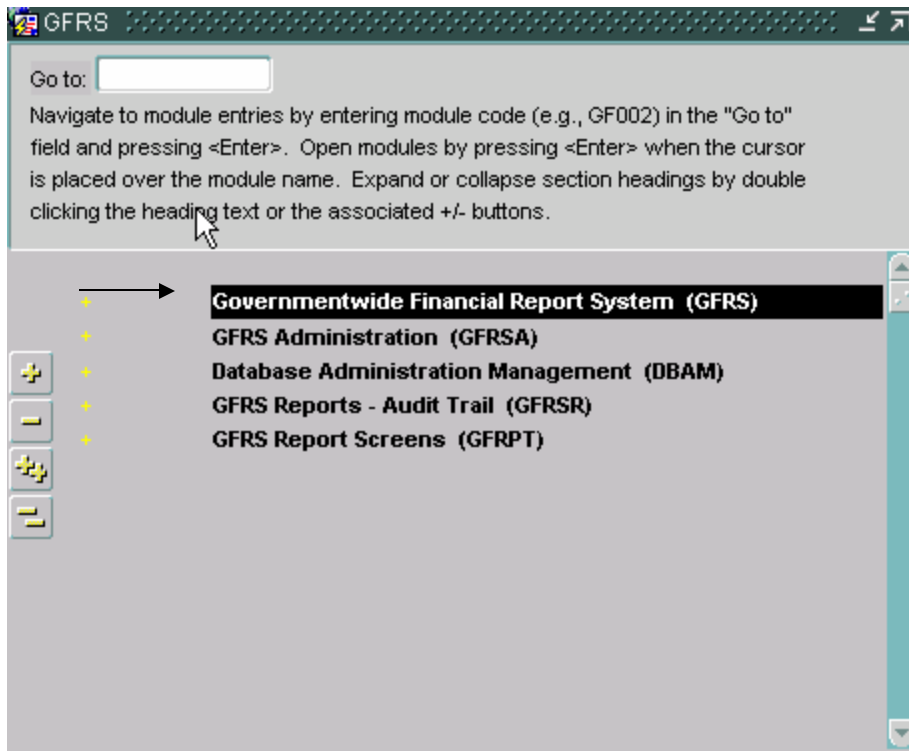 GFRS
Go to:
Navigate to module entries by entering module code (e.g., GF002) in the "Go to"
field and pressing <Enter>. Open modules by pressing <Enter> when the cursor
is placed over the module name. Expand or collapse section headings by double
clicking the heading text or the associated +/- buttons.
+ Governmentwide Financial Report System (GFRS)
+ GFRS Administration (GFRSA)
+ Database Administration Management (DBAM)
+ GFRS Reports - Audit Trail (GFRSR)
+ GFRS Report Screens (GFRPT)